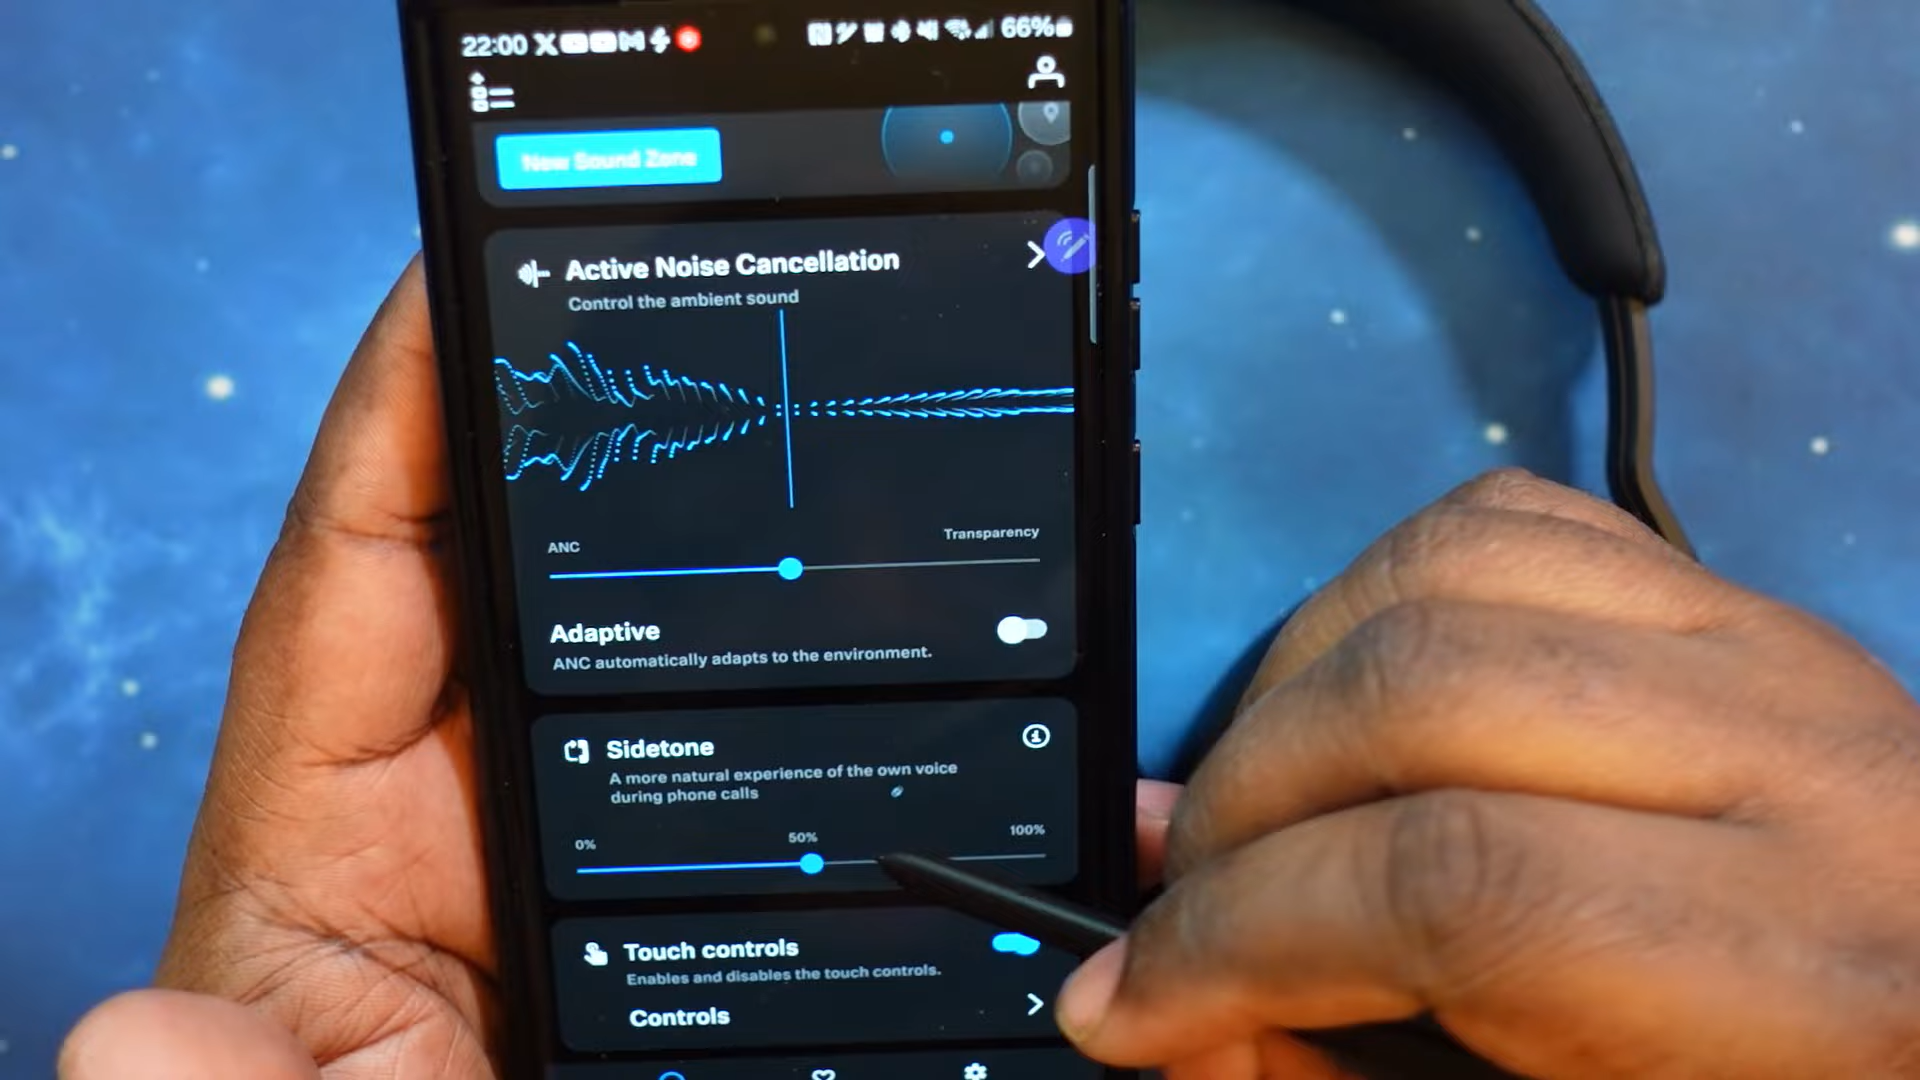 22:00
66%
New Sound Zone
Active Noise Cancellation
Control the ambient sound
ANC
Transparency
Adaptive
ANC automatically adapts to the environment.
Sidetone
A more natural experience of the own voice
during phone calls
0%
50%
100%
Touch controls
Enables and disables the touch controls.
Controls